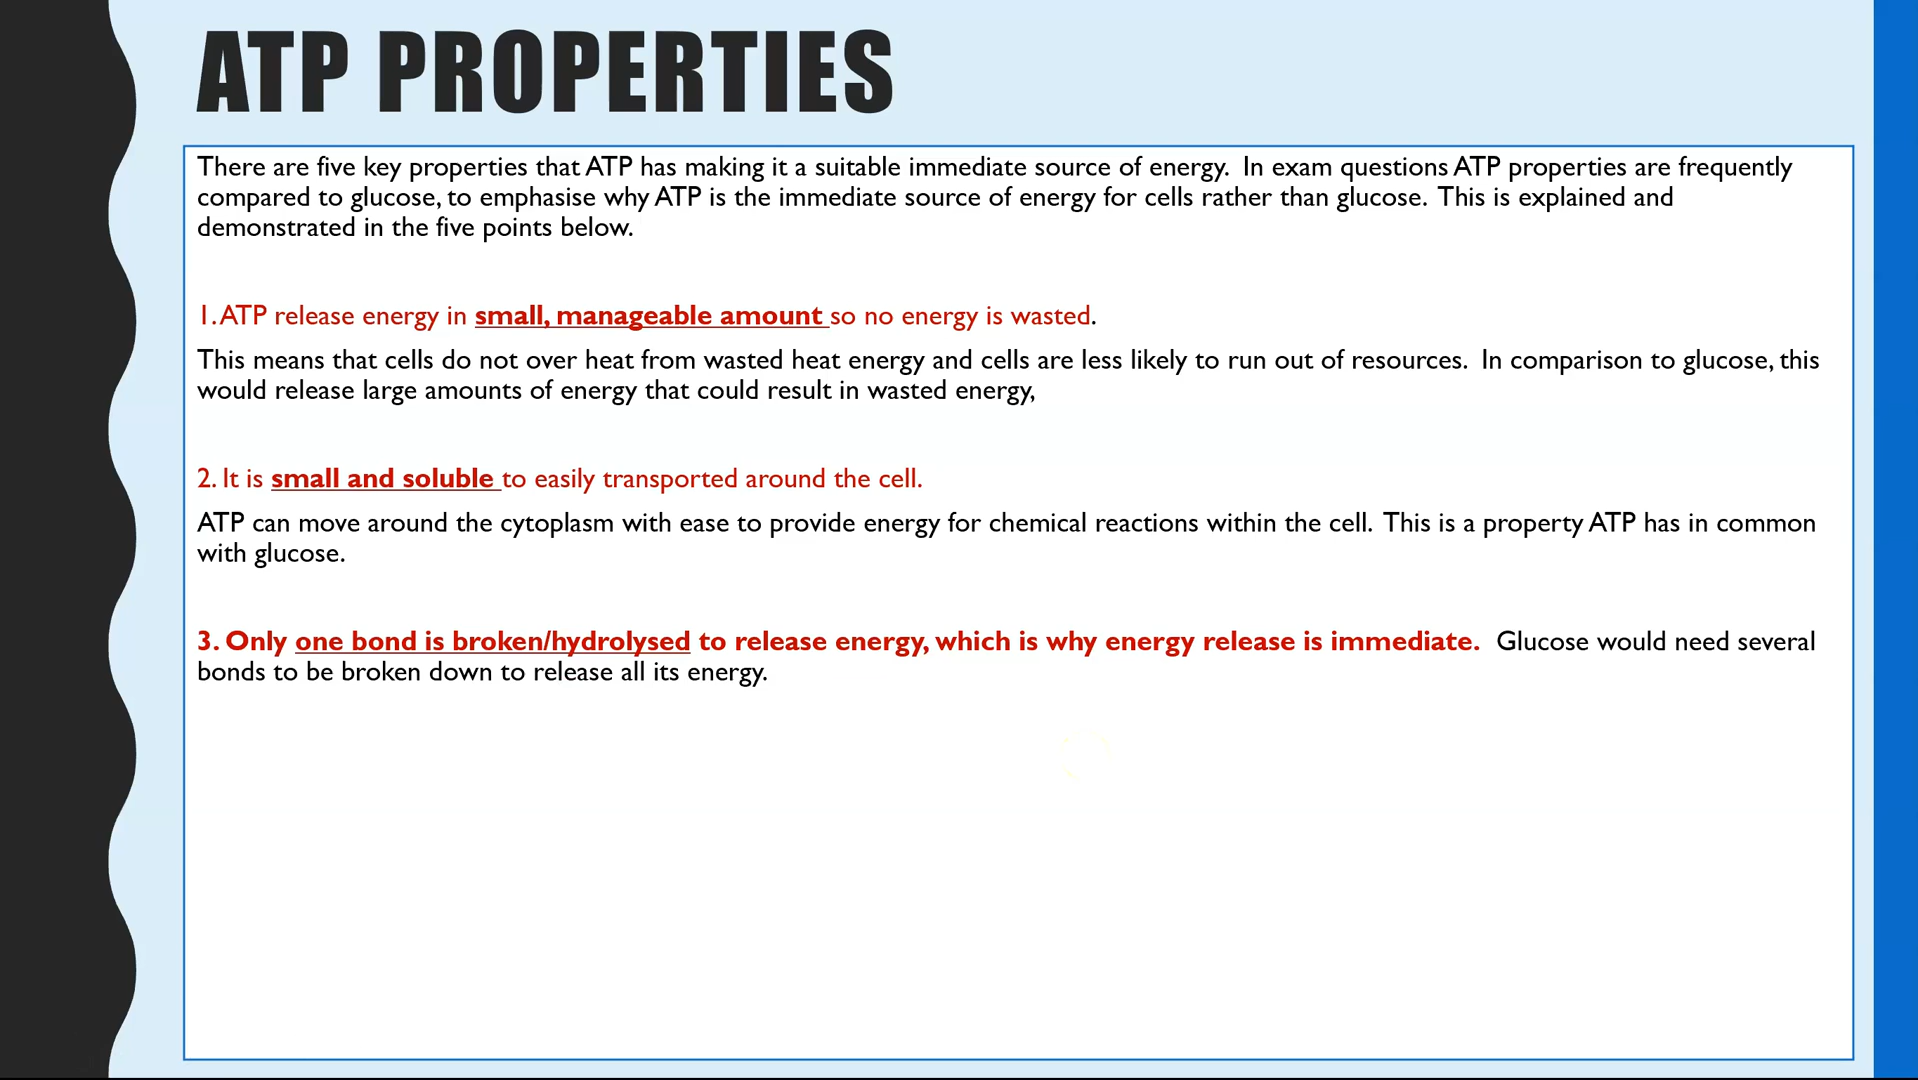 ATP PROPERTIES
There are five key properties that ATP has making it a suitable immediate source of energy. In exam questions ATP properties are frequently
compared to glucose, to emphasise why ATP is the immediate source of energy for cells rather than glucose. This is explained and
demonstrated in the five points below.
1. ATP release energy in small, manageable amount so no energy is wasted.
This means that cells do not over heat from wasted heat energy and cells are less likely to run out of resources. In comparison to glucose, this
would release large amounts of energy that could result in wasted energy,
2. It is small and soluble to easily transported around the cell.
ATP can move around the cytoplasm with ease to provide energy for chemical reactions within the cell. This is a property ATP has in common
with glucose.
3. Only one bond is broken/hydrolysed to release energy, which is why energy release is immediate. Glucose would need several
bonds to be broken down to release all its energy.